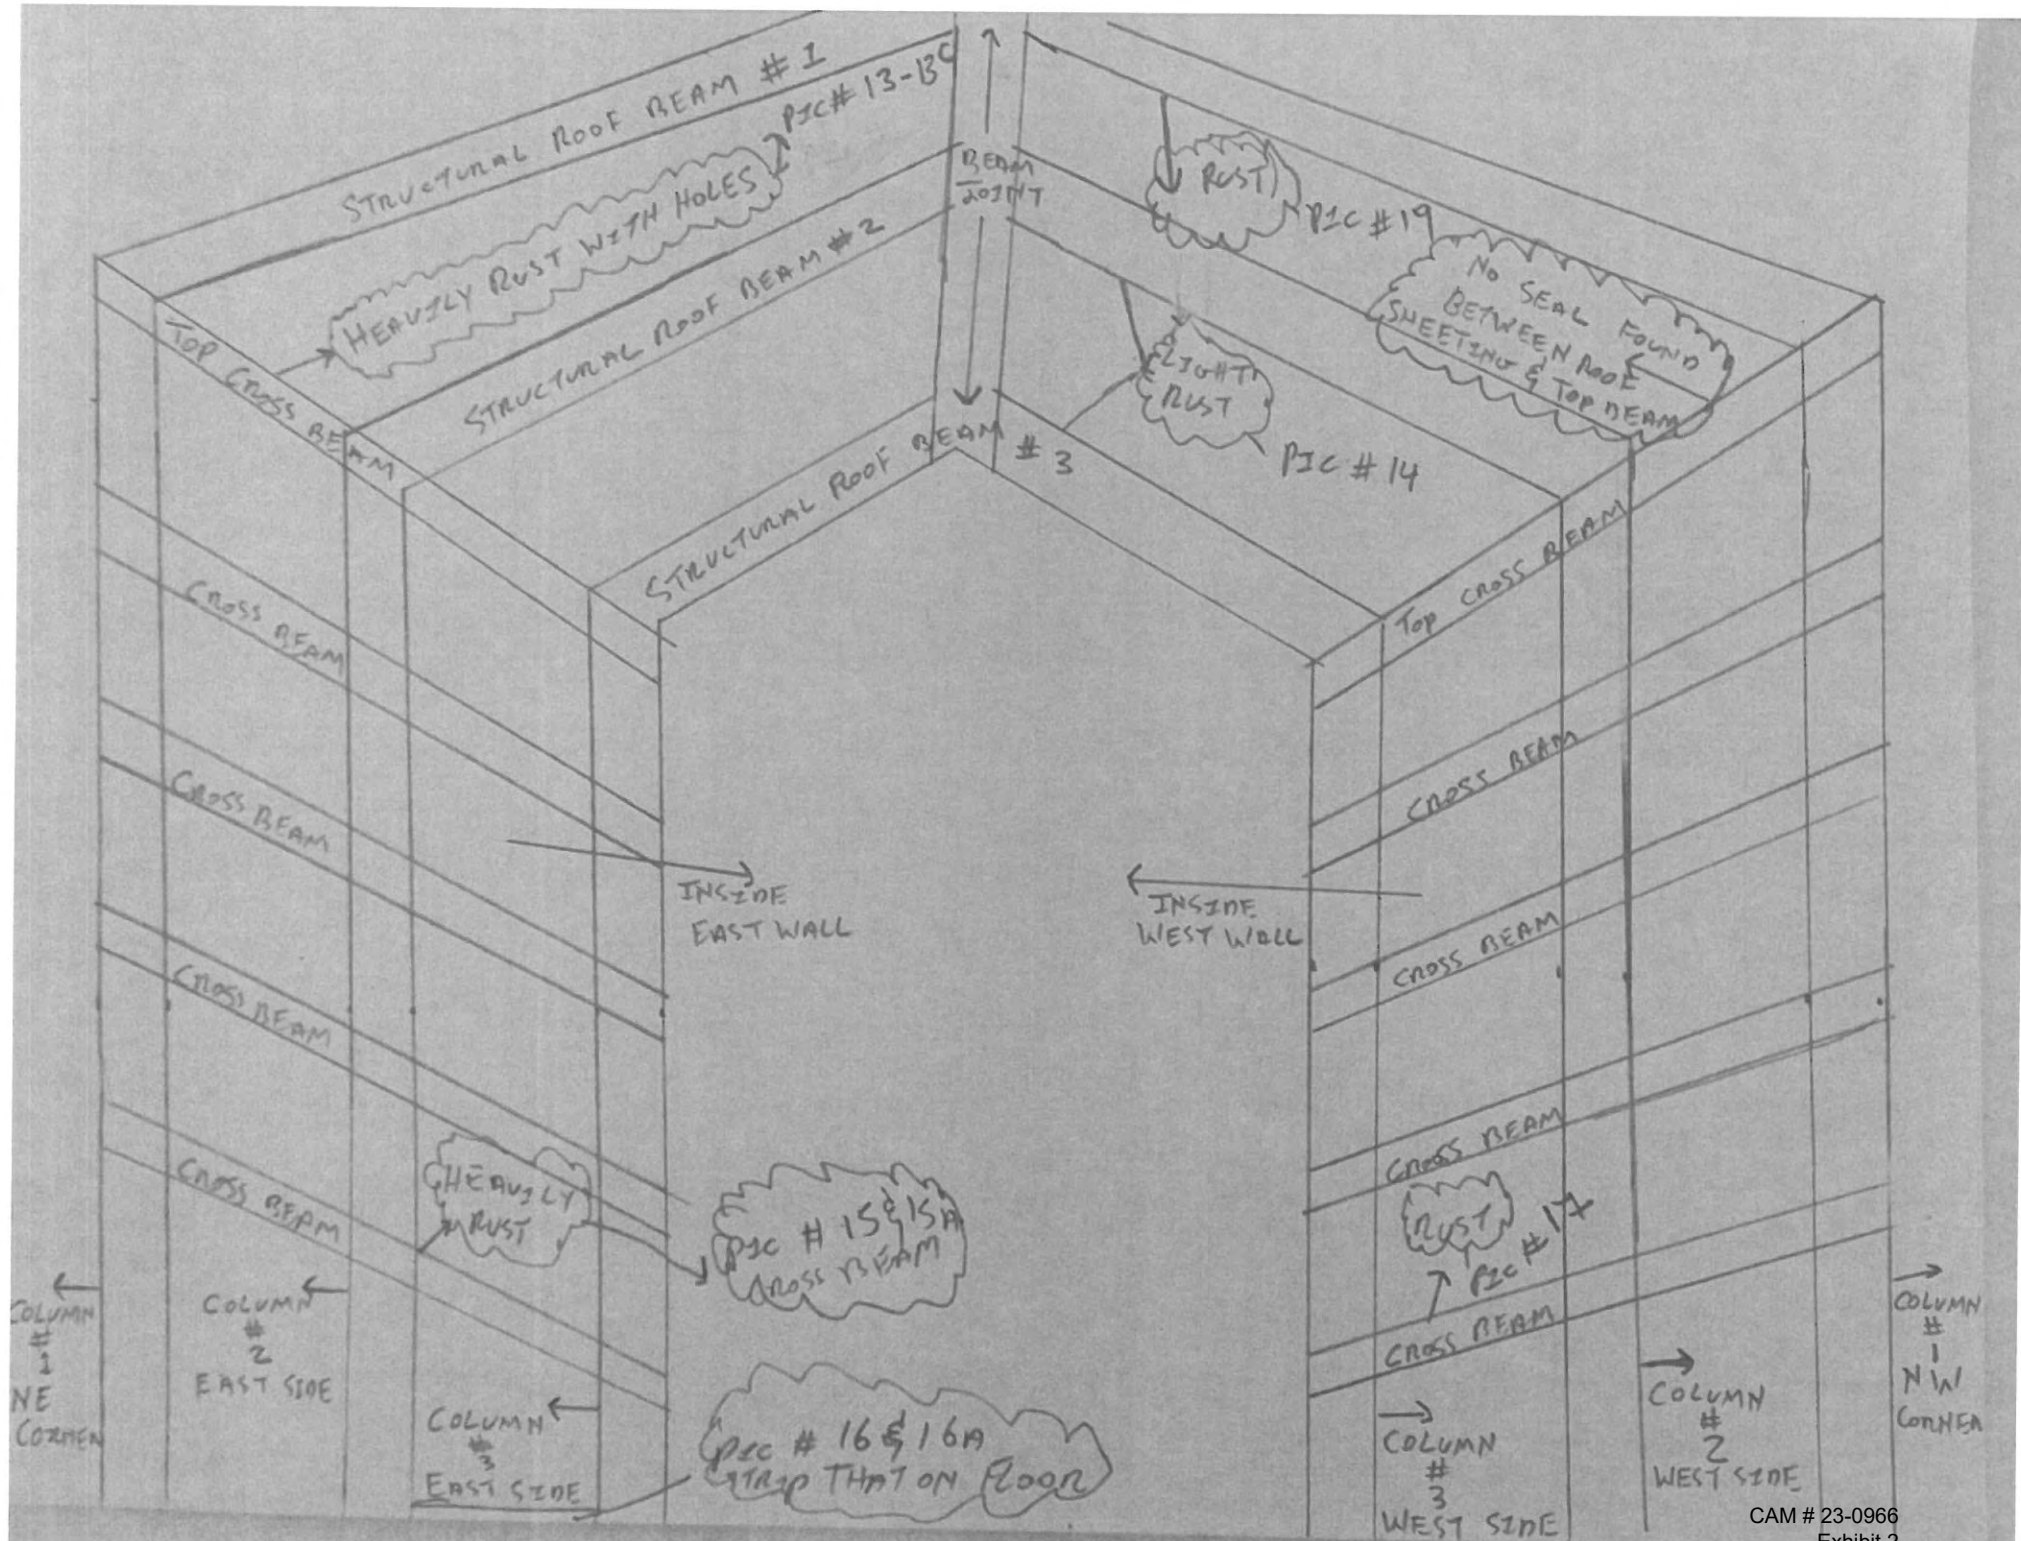 STRUCTURAL ROOF BEAM # 1
PIC # 13-13C
HEAVILY RUST WITH HOLES
STRUCTURAL ROOF BEAM # 2
BEAM
JOINT
RUST
PIC # 19
NO SEAL FOUND
BETWEEN ROOF
SHEETING & TOP BEAM
TOP CROSS BEAM
LIGHT
RUST
PIC # 14
STRUCTURAL ROOF BEAM # 3
TOP CROSS BEAM
CROSS BEAM
CROSS BEAM
CROSS BEAM
CROSS BEAM
INSIDE
EAST WALL
INSIDE
WEST WALL
CROSS BEAM
CROSS BEAM
CROSS BEAM
CROSS BEAM
HEAVILY
RUST
PIC # 15 & 15A
CROSS BEAM
RUST
PIC # 17
COLUMN
#
1
NE
CORNER
COLUMN
#
2
EAST SIDE
COLUMN
#
3
EAST SIDE
PIC # 16 & 16A
STRIP THAT ON FLOOR
COLUMN
#
3
WEST SIDE
COLUMN
#
2
WEST SIDE
COLUMN
#
1
NW
CORNER
CAM # 23-0966
Exhibit 2